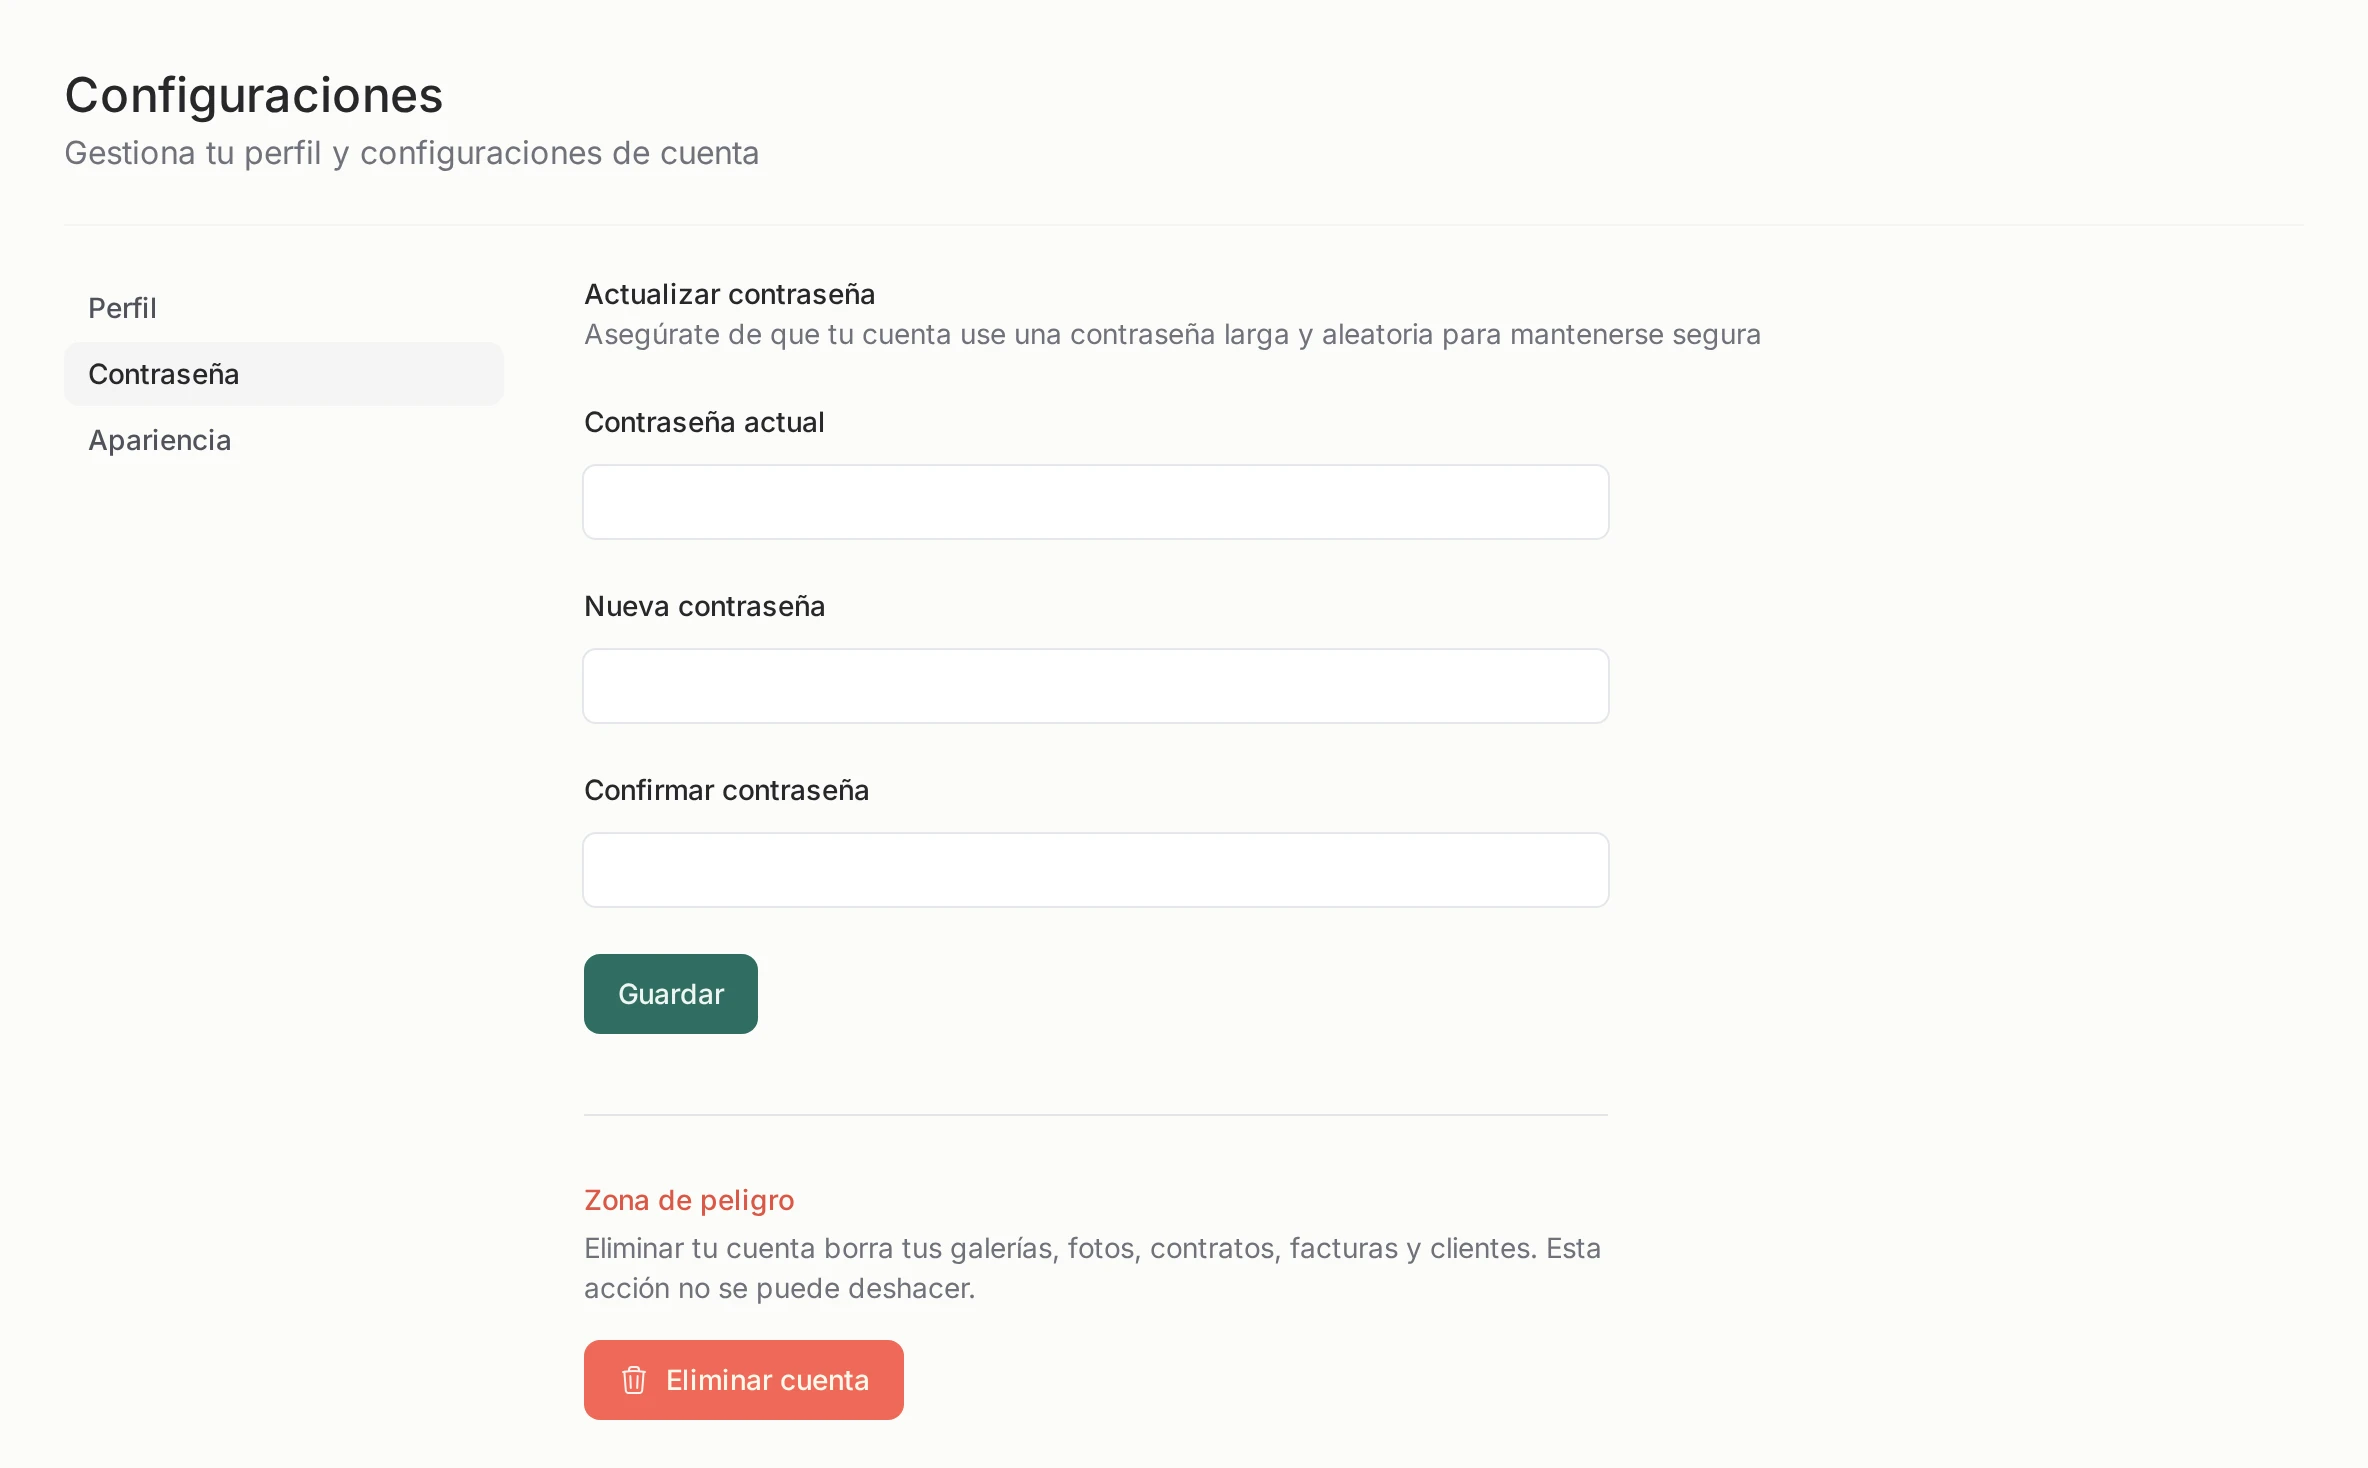 Configuraciones
Gestiona tu perfil y configuraciones de cuenta
Perfil
Contraseña
Apariencia
Actualizar contraseña
Asegúrate de que tu cuenta use una contraseña larga y aleatoria para mantenerse segura
Contraseña actual
Nueva contraseña
Confirmar contraseña
Guardar
Zona de peligro
Eliminar tu cuenta borra tus galerías, fotos, contratos, facturas y clientes. Esta
acción no se puede deshacer.
Eliminar cuenta